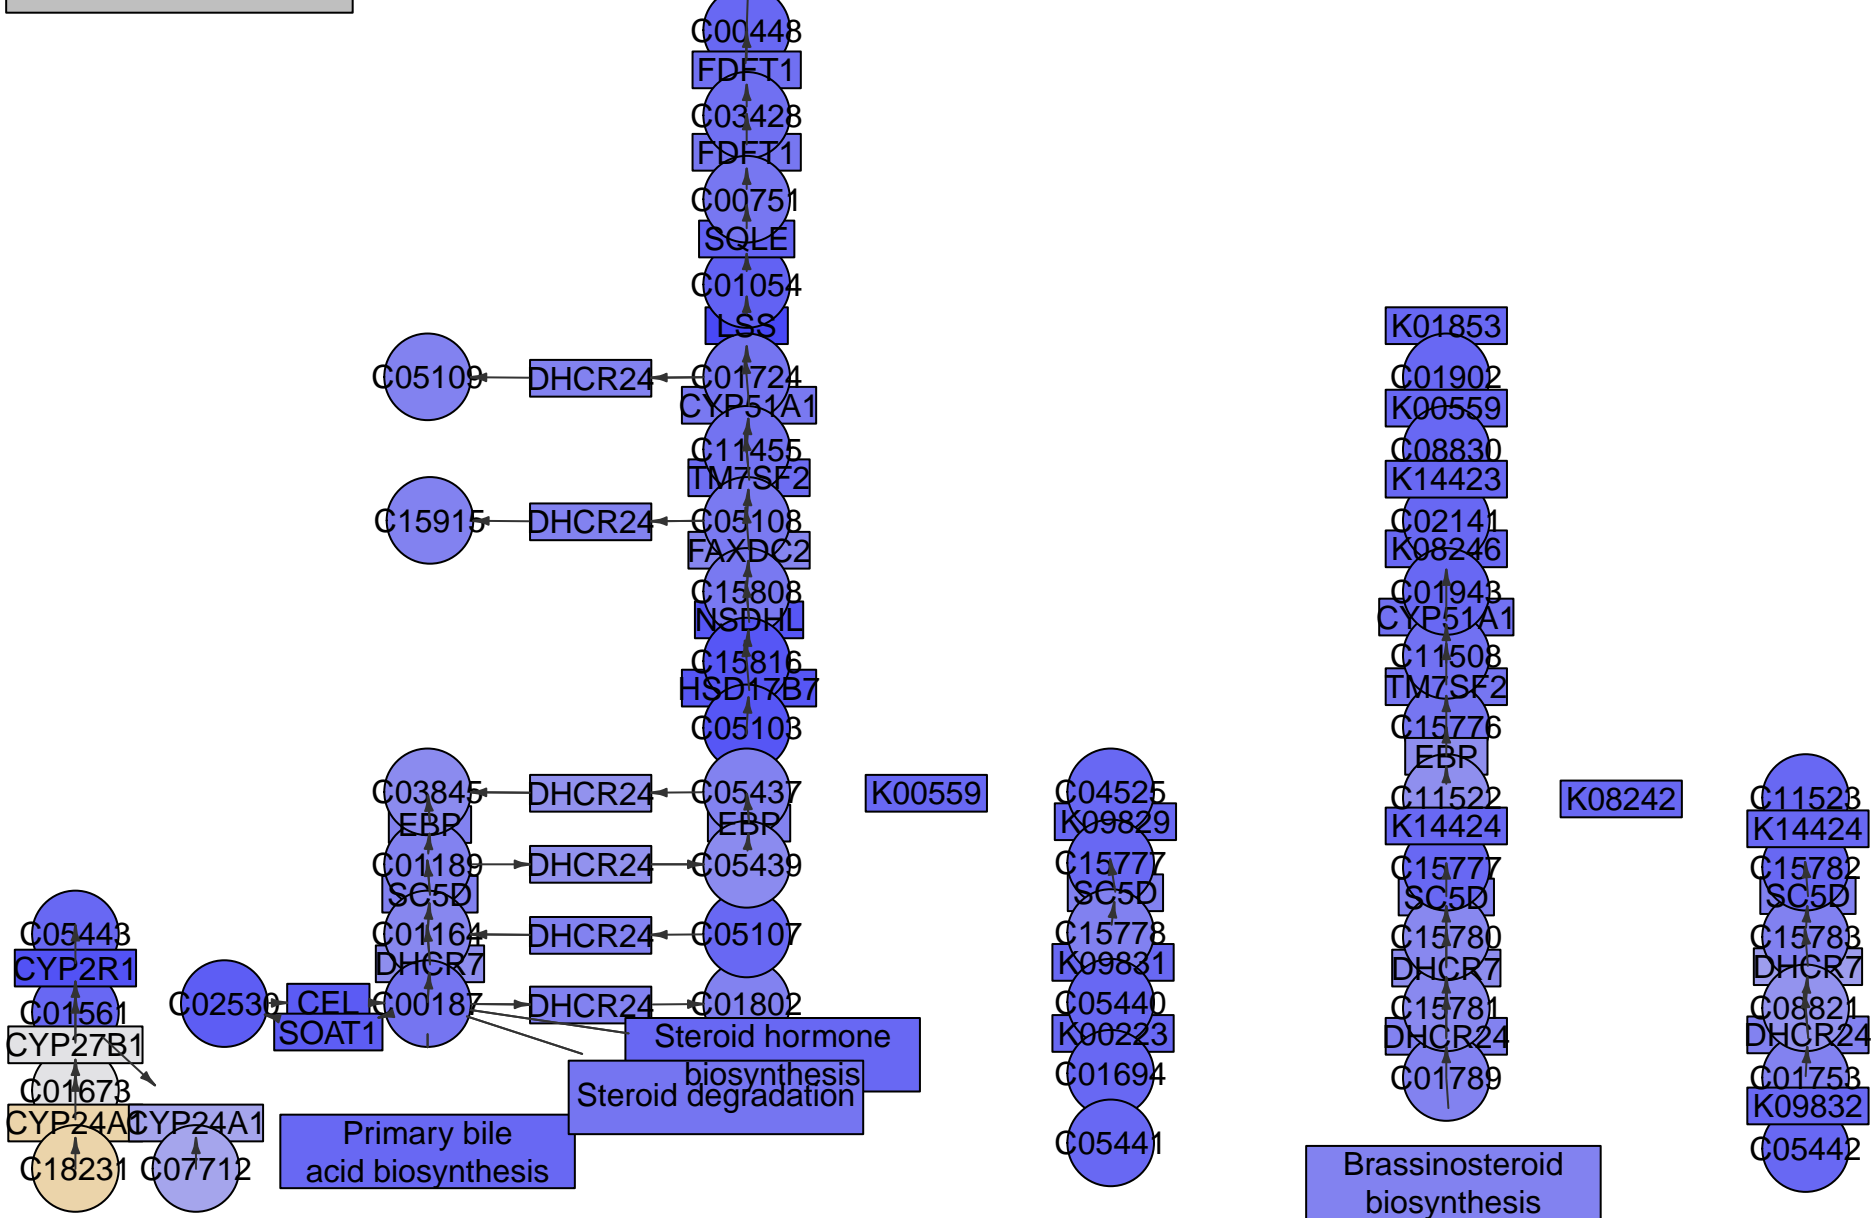 C00448
FDFT1
C03428
FDFT1
C00751
SQLE
C01054
LSS
C05109
DHCR24
C01724
CYP51A1
C11455
TM7SF2
C15915
DHCR24
C05108
FAXDC2
C15808
NSDHL
C15816
HSD17B7
C05103
C03845
DHCR24
C05437
EBP
EBP
C01189
DHCR24
C05439
SC5D
C01164
DHCR24
C05107
DHCR7
C02530
CEL
SOAT1
C00187
DHCR24
C01802
Steroid hormone
biosynthesis
Steroid degradation
Primary bile
acid biosynthesis
C05443
CYP2R1
C01561
CYP27B1
C01673
CYP24A1
CYP24A1
C18231
C07712
K00559
C04525
K09829
C15777
SC5D
C15778
K09831
C05440
K00223
C01694
C05441
K01853
C01902
K00559
C08830
K14423
C02141
K08246
C01943
CYP51A1
C11508
TM7SF2
C15776
EBP
C11522
K14424
C15777
SC5D
C15780
DHCR7
C15781
DHCR24
C01789
Brassinosteroid
biosynthesis
K08242
C11523
K14424
C15782
SC5D
C15783
DHCR7
C08821
DHCR24
C01753
K09832
C05442